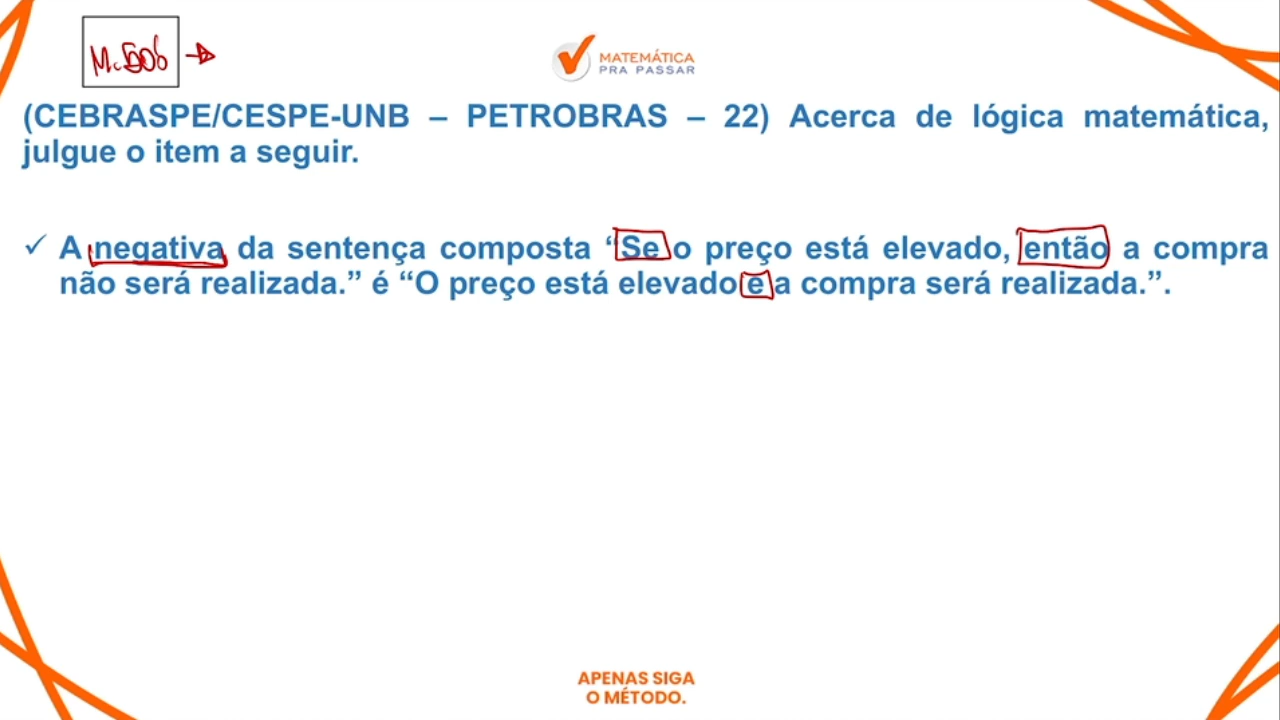 MATEMÁTICA
PRA PASSAR
(CEBRASPE/CESPE-UNB – PETROBRAS – 22) Acerca de lógica matemática,
julgue o item a seguir.
✓ A negativa da sentença composta “Se o preço está elevado, então a compra
não será realizada.” é “O preço está elevado e a compra será realizada.”.
APENAS SIGA
O MÉTODO.